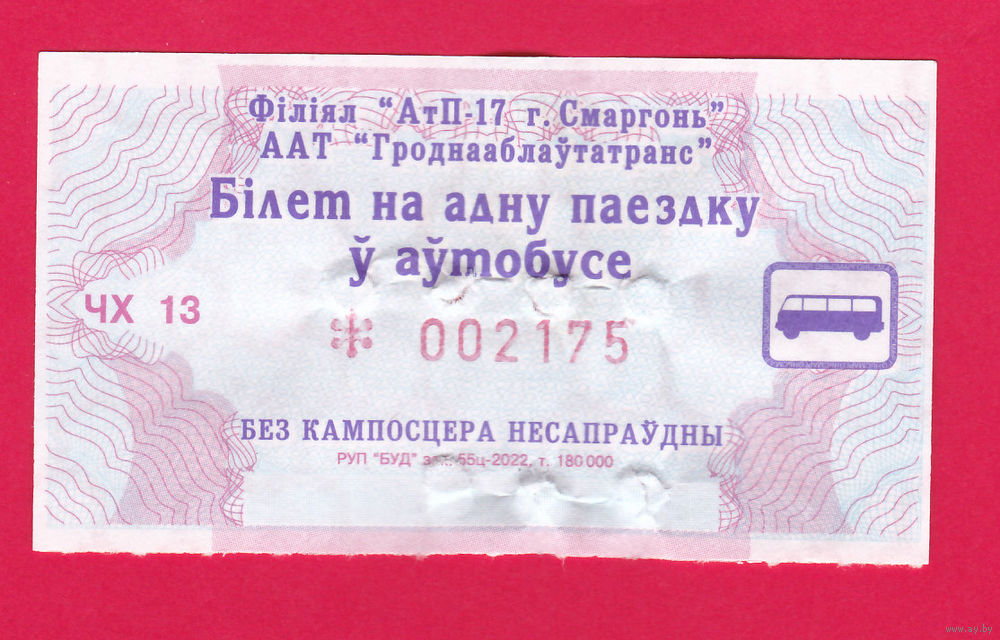 Філіял "АтП-17 г. Смаргонь"
ААТ "Гроднааблаўтатранс"
Білет на адну паездку
ў аўтобусе
ЧХ 13
* 002175
БЕЗ КАМПОСЦЕРА НЕСАПРАЎДНЫ
РУП "БУД" зак. 55ц-2022, т. 180 000
www.ay.by